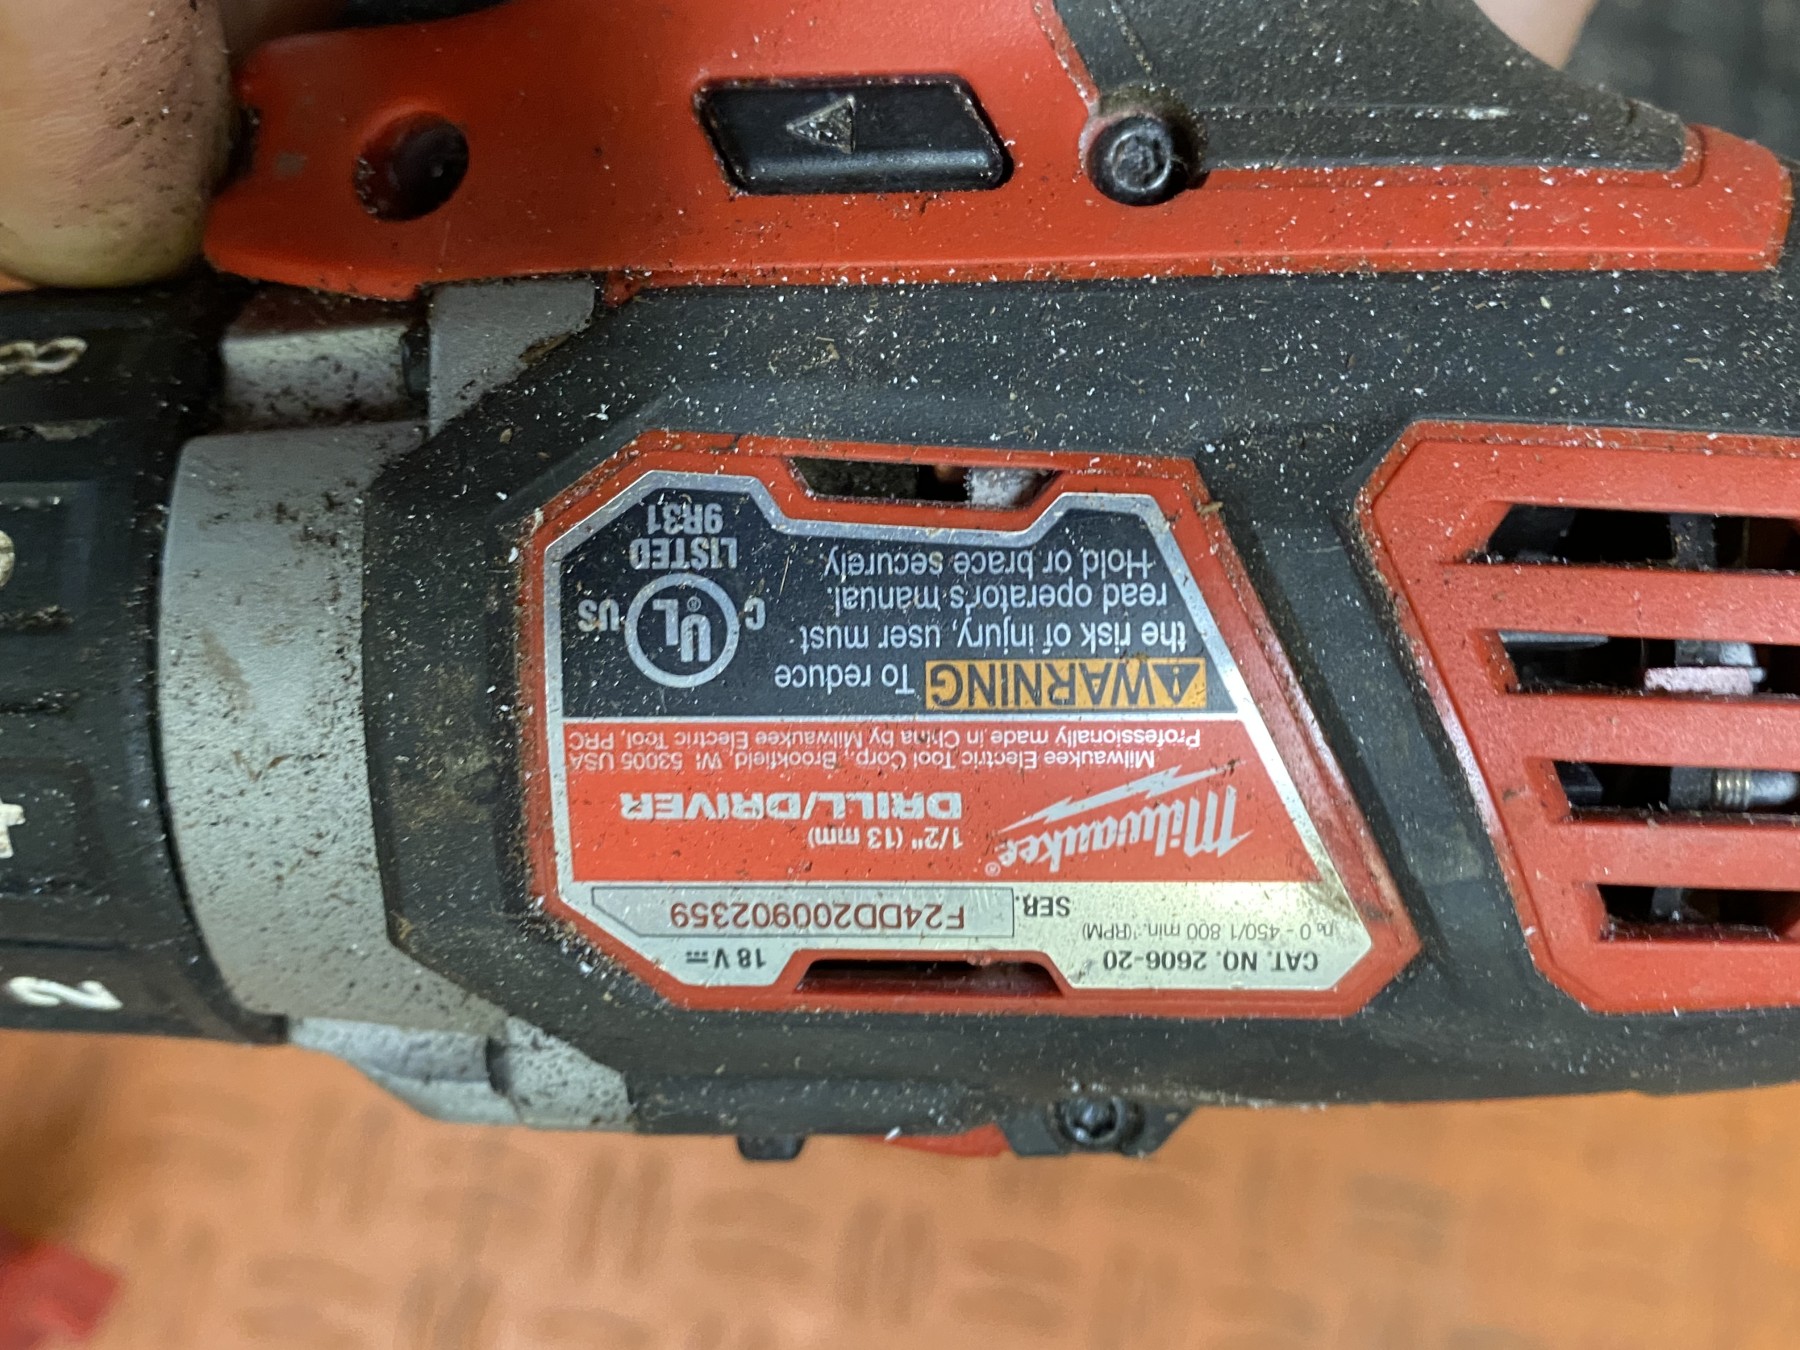 CAT. NO. 2606-20
18 V
n₀ 0 - 450/1 800 min.⁻¹(RPM)
SER. F24DD200902359
Milwaukee®
1/2" (13 mm)
DRILL/DRIVER
Milwaukee Electric Tool Corp., Brookfield, WI 53005 USA
Professionally made in China by Milwaukee Electric Tool, PRC
WARNING To reduce
the risk of injury, user must
read operator's manual.
Hold or brace securely
C UL® US
LISTED
9R31
2
4
8